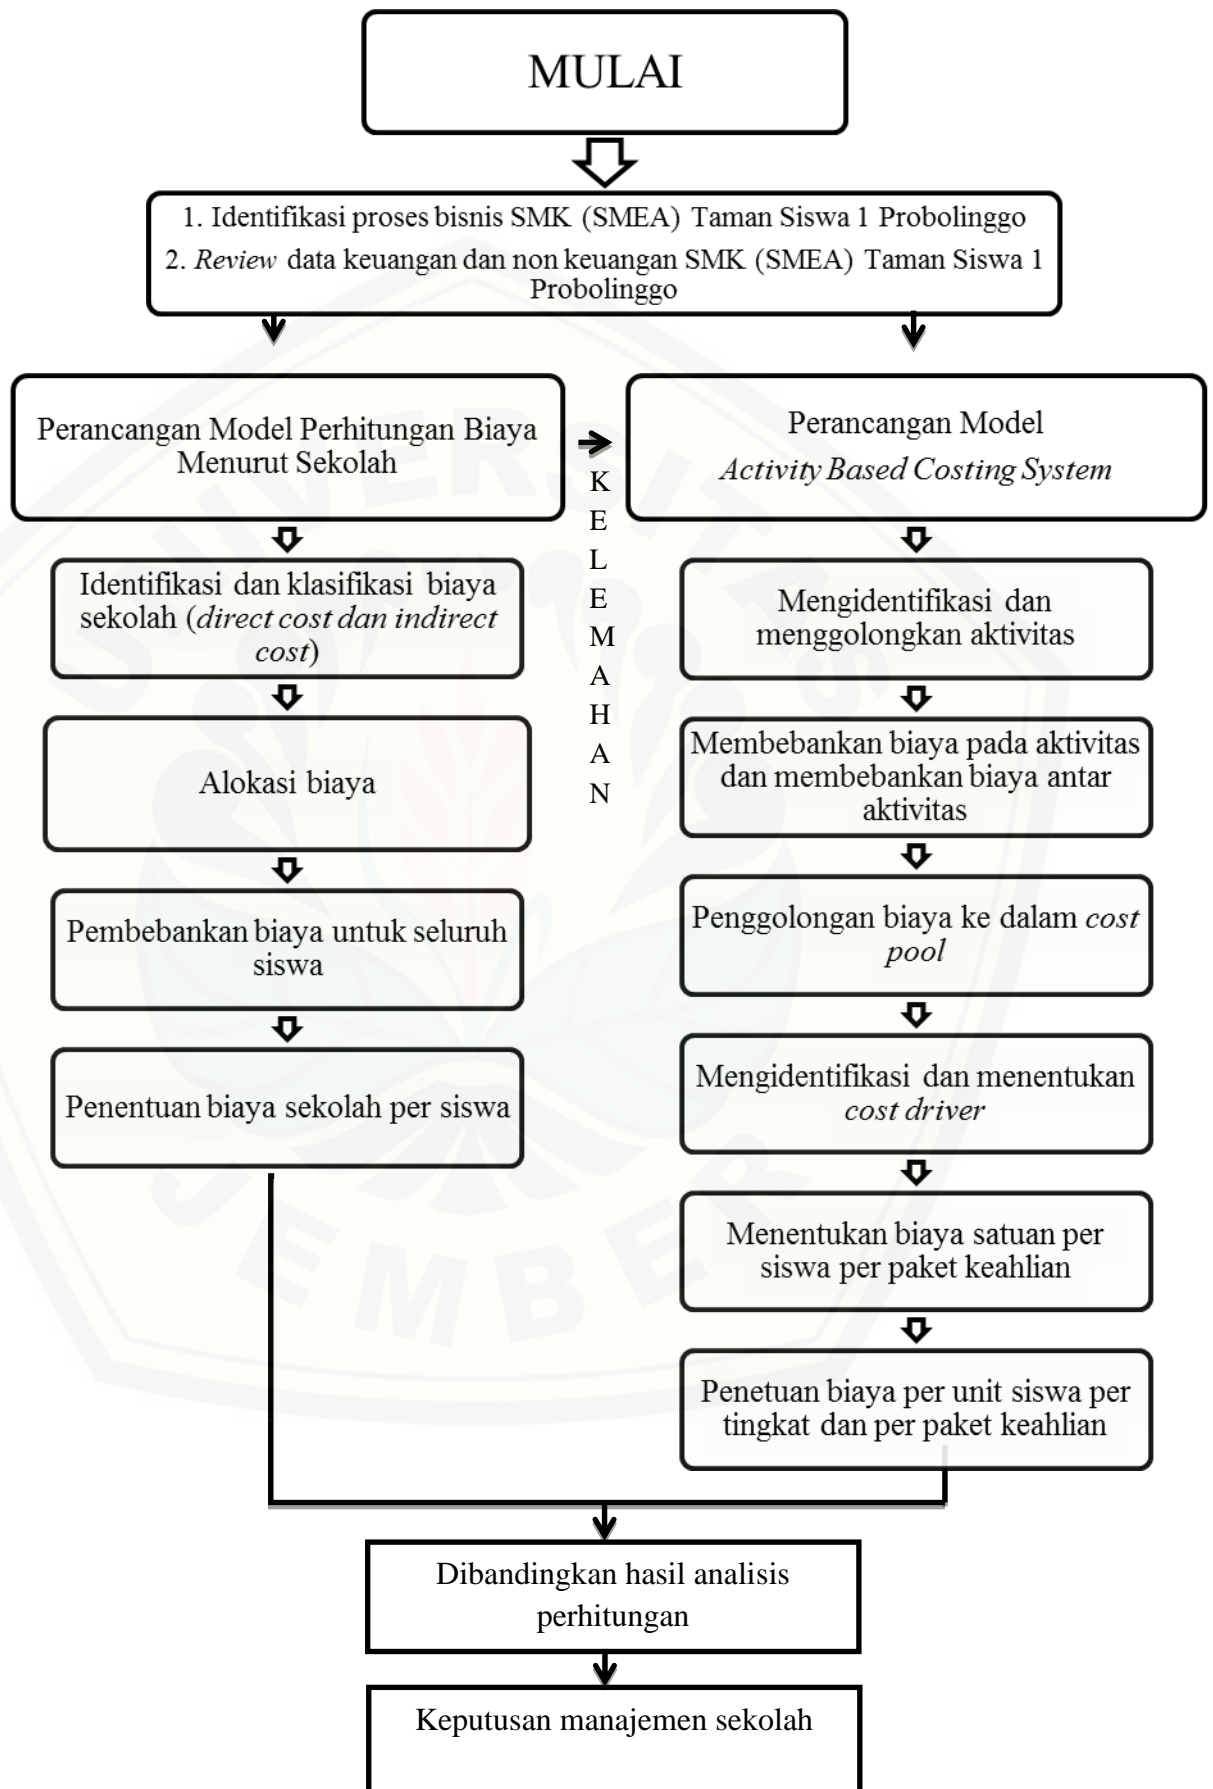 MULAI
1. Identifikasi proses bisnis SMK (SMEA) Taman Siswa 1 Probolinggo
2. Review data keuangan dan non keuangan SMK (SMEA) Taman Siswa 1
Probolinggo
Perancangan Model Perhitungan Biaya
Menurut Sekolah
K
E
L
E
M
A
H
A
N
Perancangan Model
Activity Based Costing System
Identifikasi dan klasifikasi biaya
sekolah (direct cost dan indirect
cost)
Alokasi biaya
Pembebankan biaya untuk seluruh
siswa
Penentuan biaya sekolah per siswa
Mengidentifikasi dan
menggolongkan aktivitas
Membebankan biaya pada aktivitas
dan membebankan biaya antar
aktivitas
Penggolongan biaya ke dalam cost
pool
Mengidentifikasi dan menentukan
cost driver
Menentukan biaya satuan per
siswa per paket keahlian
Penetuan biaya per unit siswa per
tingkat dan per paket keahlian
Dibandingkan hasil analisis
perhitungan
Keputusan manajemen sekolah
UNIVERSITAS
JEMBER